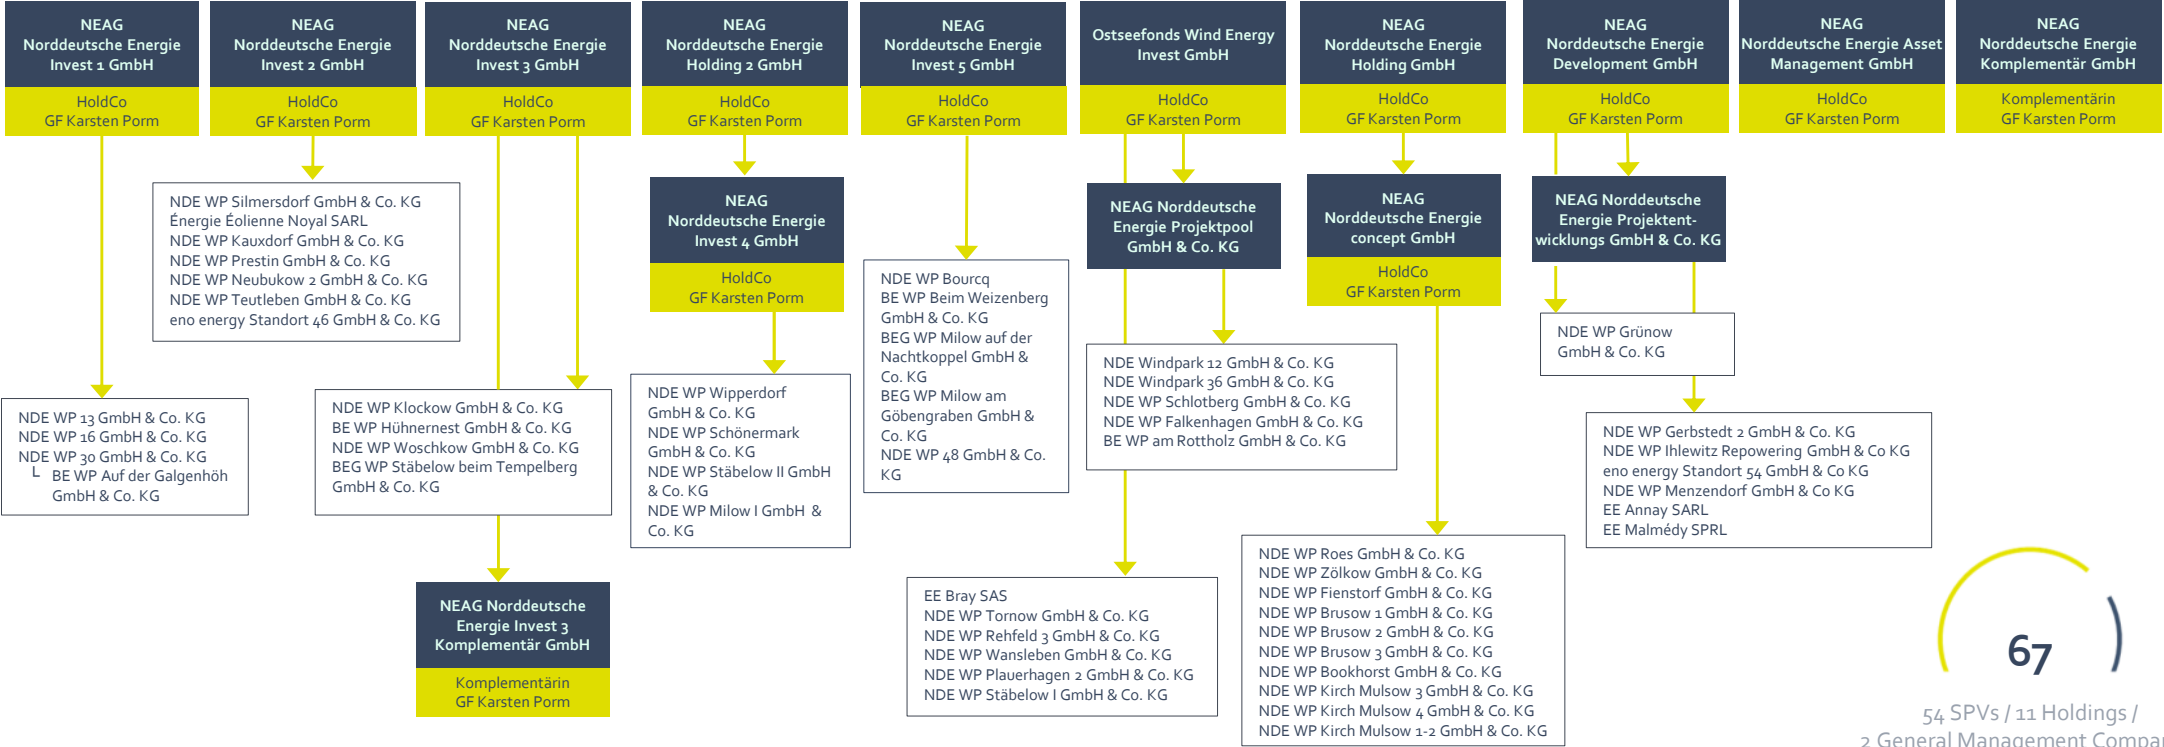 NEAG
Norddeutsche Energie
Invest 1 GmbH
HoldCo
GF Karsten Porm
NEAG
Norddeutsche Energie
Invest 2 GmbH
HoldCo
GF Karsten Porm
NEAG
Norddeutsche Energie
Invest 3 GmbH
HoldCo
GF Karsten Porm
NEAG
Norddeutsche Energie
Holding 2 GmbH
HoldCo
GF Karsten Porm
NEAG
Norddeutsche Energie
Invest 5 GmbH
HoldCo
GF Karsten Porm
Ostseefonds Wind Energy
Invest GmbH
HoldCo
GF Karsten Porm
NEAG
Norddeutsche Energie
Holding GmbH
HoldCo
GF Karsten Porm
NEAG
Norddeutsche Energie
Development GmbH
HoldCo
GF Karsten Porm
NEAG
Norddeutsche Energie Asset
Management GmbH
HoldCo
GF Karsten Porm
NEAG
Norddeutsche Energie
Komplementär GmbH
Komplementärin
GF Karsten Porm
NDE WP Silmersdorf GmbH & Co. KG
Énergie Éolienne Noyal SARL
NDE WP Kauxdorf GmbH & Co. KG
NDE WP Prestin GmbH & Co. KG
NDE WP Neubukow 2 GmbH & Co. KG
NDE WP Teutleben GmbH & Co. KG
eno energy Standort 46 GmbH & Co. KG
NEAG
Norddeutsche Energie
Invest 4 GmbH
HoldCo
GF Karsten Porm
NEAG Norddeutsche
Energie Projektpool
GmbH & Co. KG
NEAG
Norddeutsche Energie
concept GmbH
HoldCo
GF Karsten Porm
NEAG Norddeutsche
Energie Projektent-
wicklungs GmbH & Co. KG
NDE WP Bourcq
BE WP Beim Weizenberg
GmbH & Co. KG
BEG WP Milow auf der
Nachtkoppel GmbH &
Co. KG
BEG WP Milow am
Göbengraben GmbH &
Co. KG
NDE WP 48 GmbH & Co.
KG
NDE WP Grünow
GmbH & Co. KG
NDE Windpark 12 GmbH & Co. KG
NDE Windpark 36 GmbH & Co. KG
NDE WP Schlotberg GmbH & Co. KG
NDE WP Falkenhagen GmbH & Co. KG
BE WP am Rottholz GmbH & Co. KG
NDE WP 13 GmbH & Co. KG
NDE WP 16 GmbH & Co. KG
NDE WP 30 GmbH & Co. KG
└ BE WP Auf der Galgenhöh
GmbH & Co. KG
NDE WP Klockow GmbH & Co. KG
BE WP Hühnernest GmbH & Co. KG
NDE WP Woschkow GmbH & Co. KG
BEG WP Stäbelow beim Tempelberg
GmbH & Co. KG
NDE WP Wipperdorf
GmbH & Co. KG
NDE WP Schönermark
GmbH & Co. KG
NDE WP Stäbelow II GmbH
& Co. KG
NDE WP Milow I GmbH &
Co. KG
NDE WP Gerbstedt 2 GmbH & Co. KG
NDE WP Ihlewitz Repowering GmbH & Co KG
eno energy Standort 54 GmbH & Co KG
NDE WP Menzendorf GmbH & Co KG
EE Annay SARL
EE Malmédy SPRL
NEAG Norddeutsche
Energie Invest 3
Komplementär GmbH
Komplementärin
GF Karsten Porm
EE Bray SAS
NDE WP Tornow GmbH & Co. KG
NDE WP Rehfeld 3 GmbH & Co. KG
NDE WP Wansleben GmbH & Co. KG
NDE WP Plauerhagen 2 GmbH & Co. KG
NDE WP Stäbelow I GmbH & Co. KG
NDE WP Roes GmbH & Co. KG
NDE WP Zölkow GmbH & Co. KG
NDE WP Fienstorf GmbH & Co. KG
NDE WP Brusow 1 GmbH & Co. KG
NDE WP Brusow 2 GmbH & Co. KG
NDE WP Brusow 3 GmbH & Co. KG
NDE WP Bookhorst GmbH & Co. KG
NDE WP Kirch Mulsow 3 GmbH & Co. KG
NDE WP Kirch Mulsow 4 GmbH & Co. KG
NDE WP Kirch Mulsow 1-2 GmbH & Co. KG
67
54 SPVs / 11 Holdings /
2 General Management